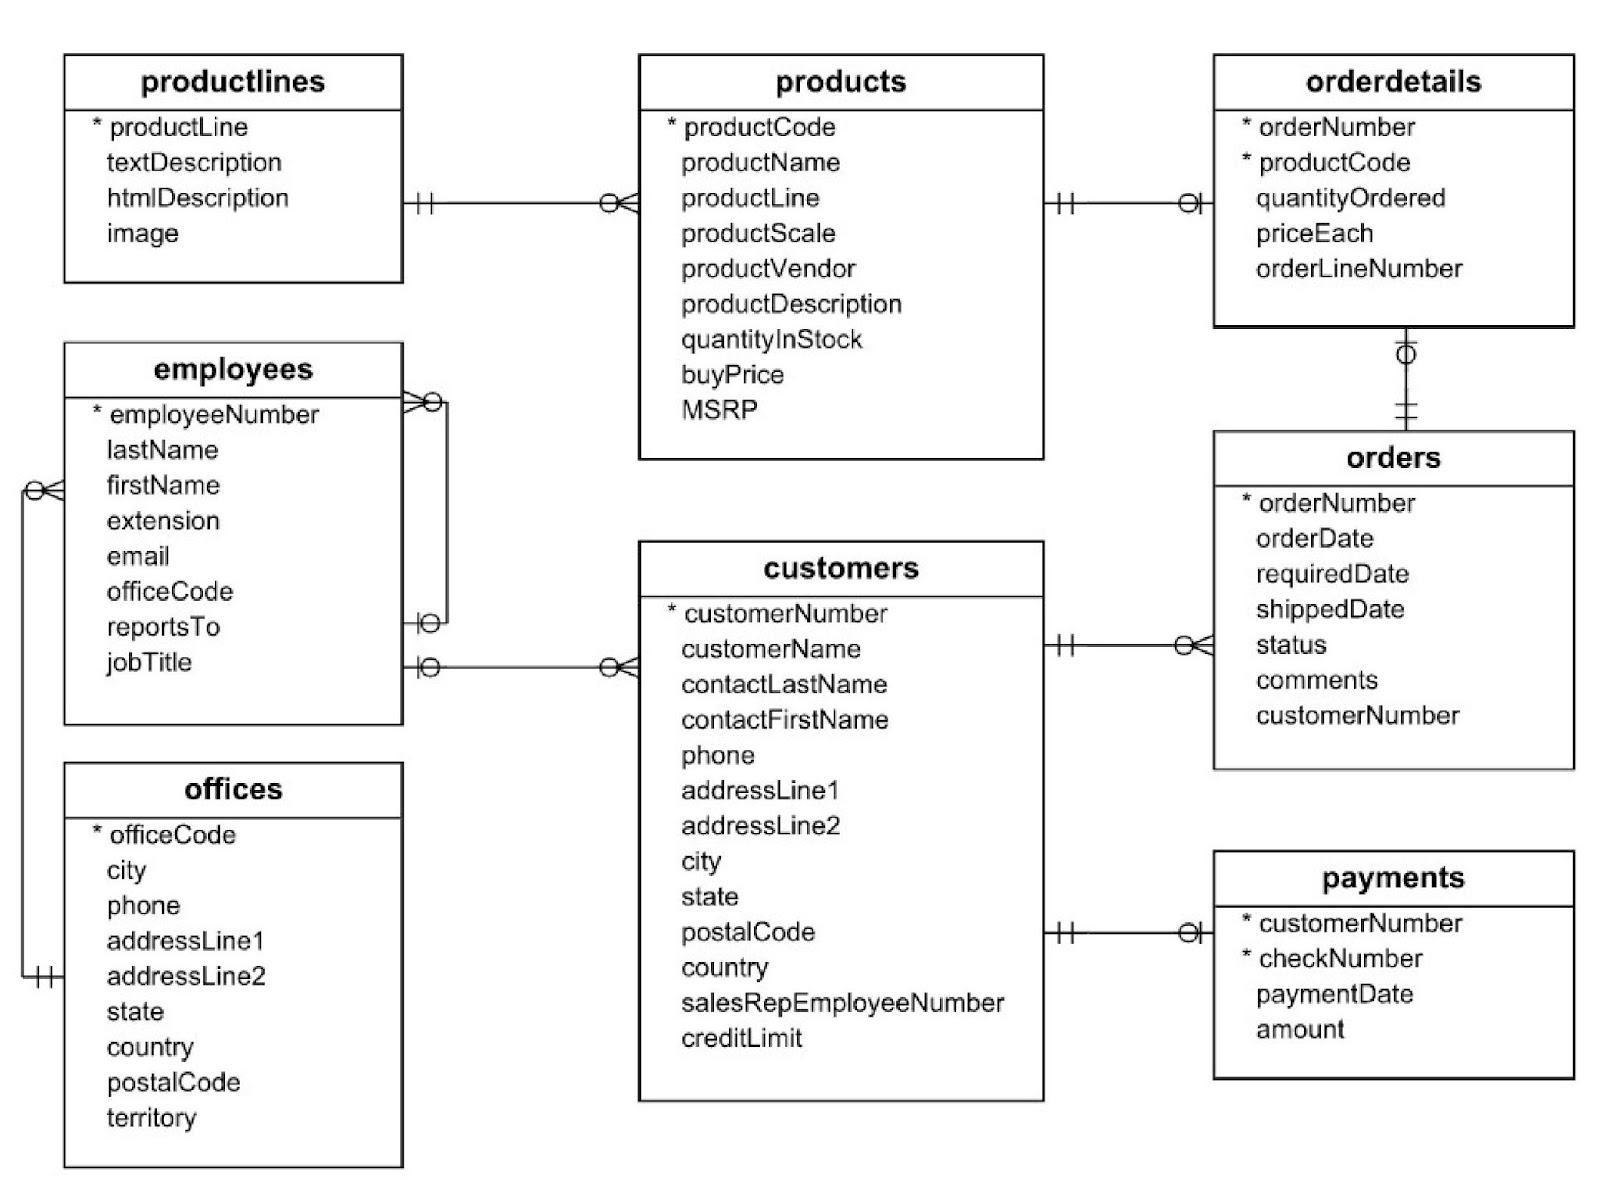 productlines
* productLine
textDescription
htmlDescription
image
products
* productCode
productName
productLine
productScale
productVendor
productDescription
quantityInStock
buyPrice
MSRP
orderdetails
* orderNumber
* productCode
quantityOrdered
priceEach
orderLineNumber
employees
* employeeNumber
lastName
firstName
extension
email
officeCode
reportsTo
jobTitle
customers
* customerNumber
customerName
contactLastName
contactFirstName
phone
addressLine1
addressLine2
city
state
postalCode
country
salesRepEmployeeNumber
creditLimit
orders
* orderNumber
orderDate
requiredDate
shippedDate
status
comments
customerNumber
offices
* officeCode
city
phone
addressLine1
addressLine2
state
country
postalCode
territory
payments
* customerNumber
* checkNumber
paymentDate
amount